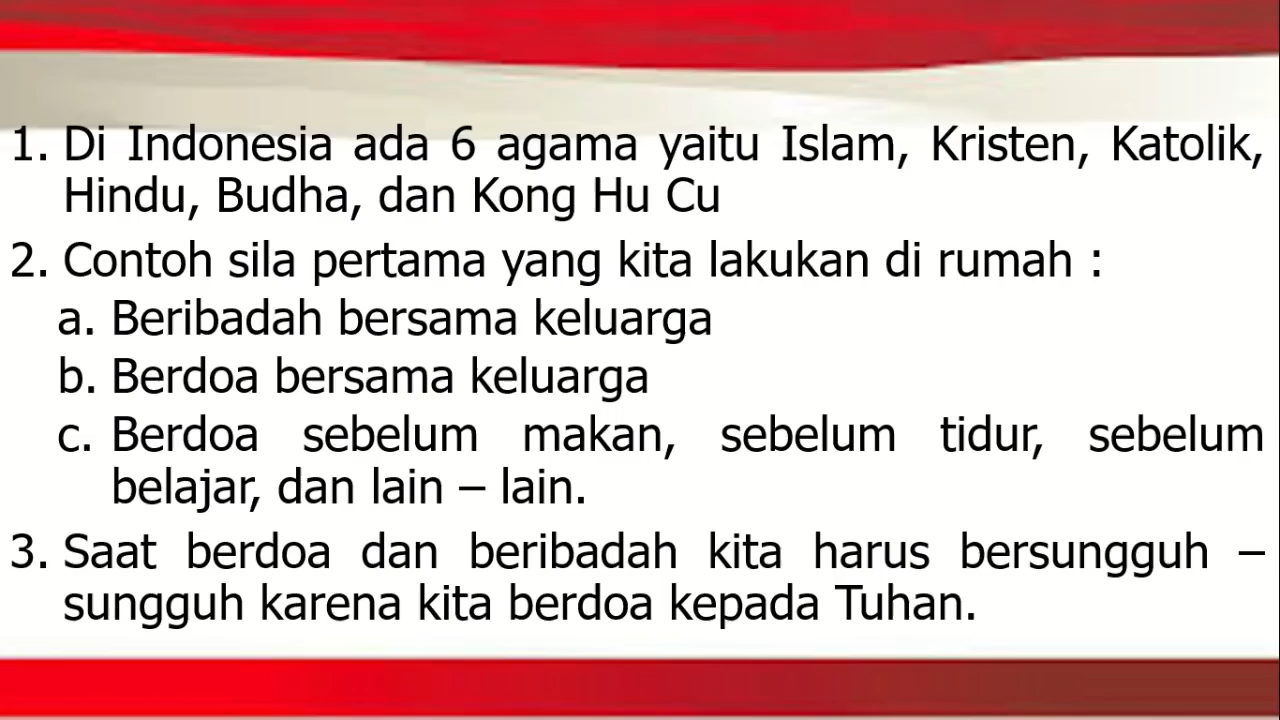 1. Di Indonesia ada 6 agama yaitu Islam, Kristen, Katolik,
Hindu, Budha, dan Kong Hu Cu
2. Contoh sila pertama yang kita lakukan di rumah :
a. Beribadah bersama keluarga
b. Berdoa bersama keluarga
c. Berdoa sebelum makan, sebelum tidur, sebelum
belajar, dan lain – lain.
3. Saat berdoa dan beribadah kita harus bersungguh –
sungguh karena kita berdoa kepada Tuhan.